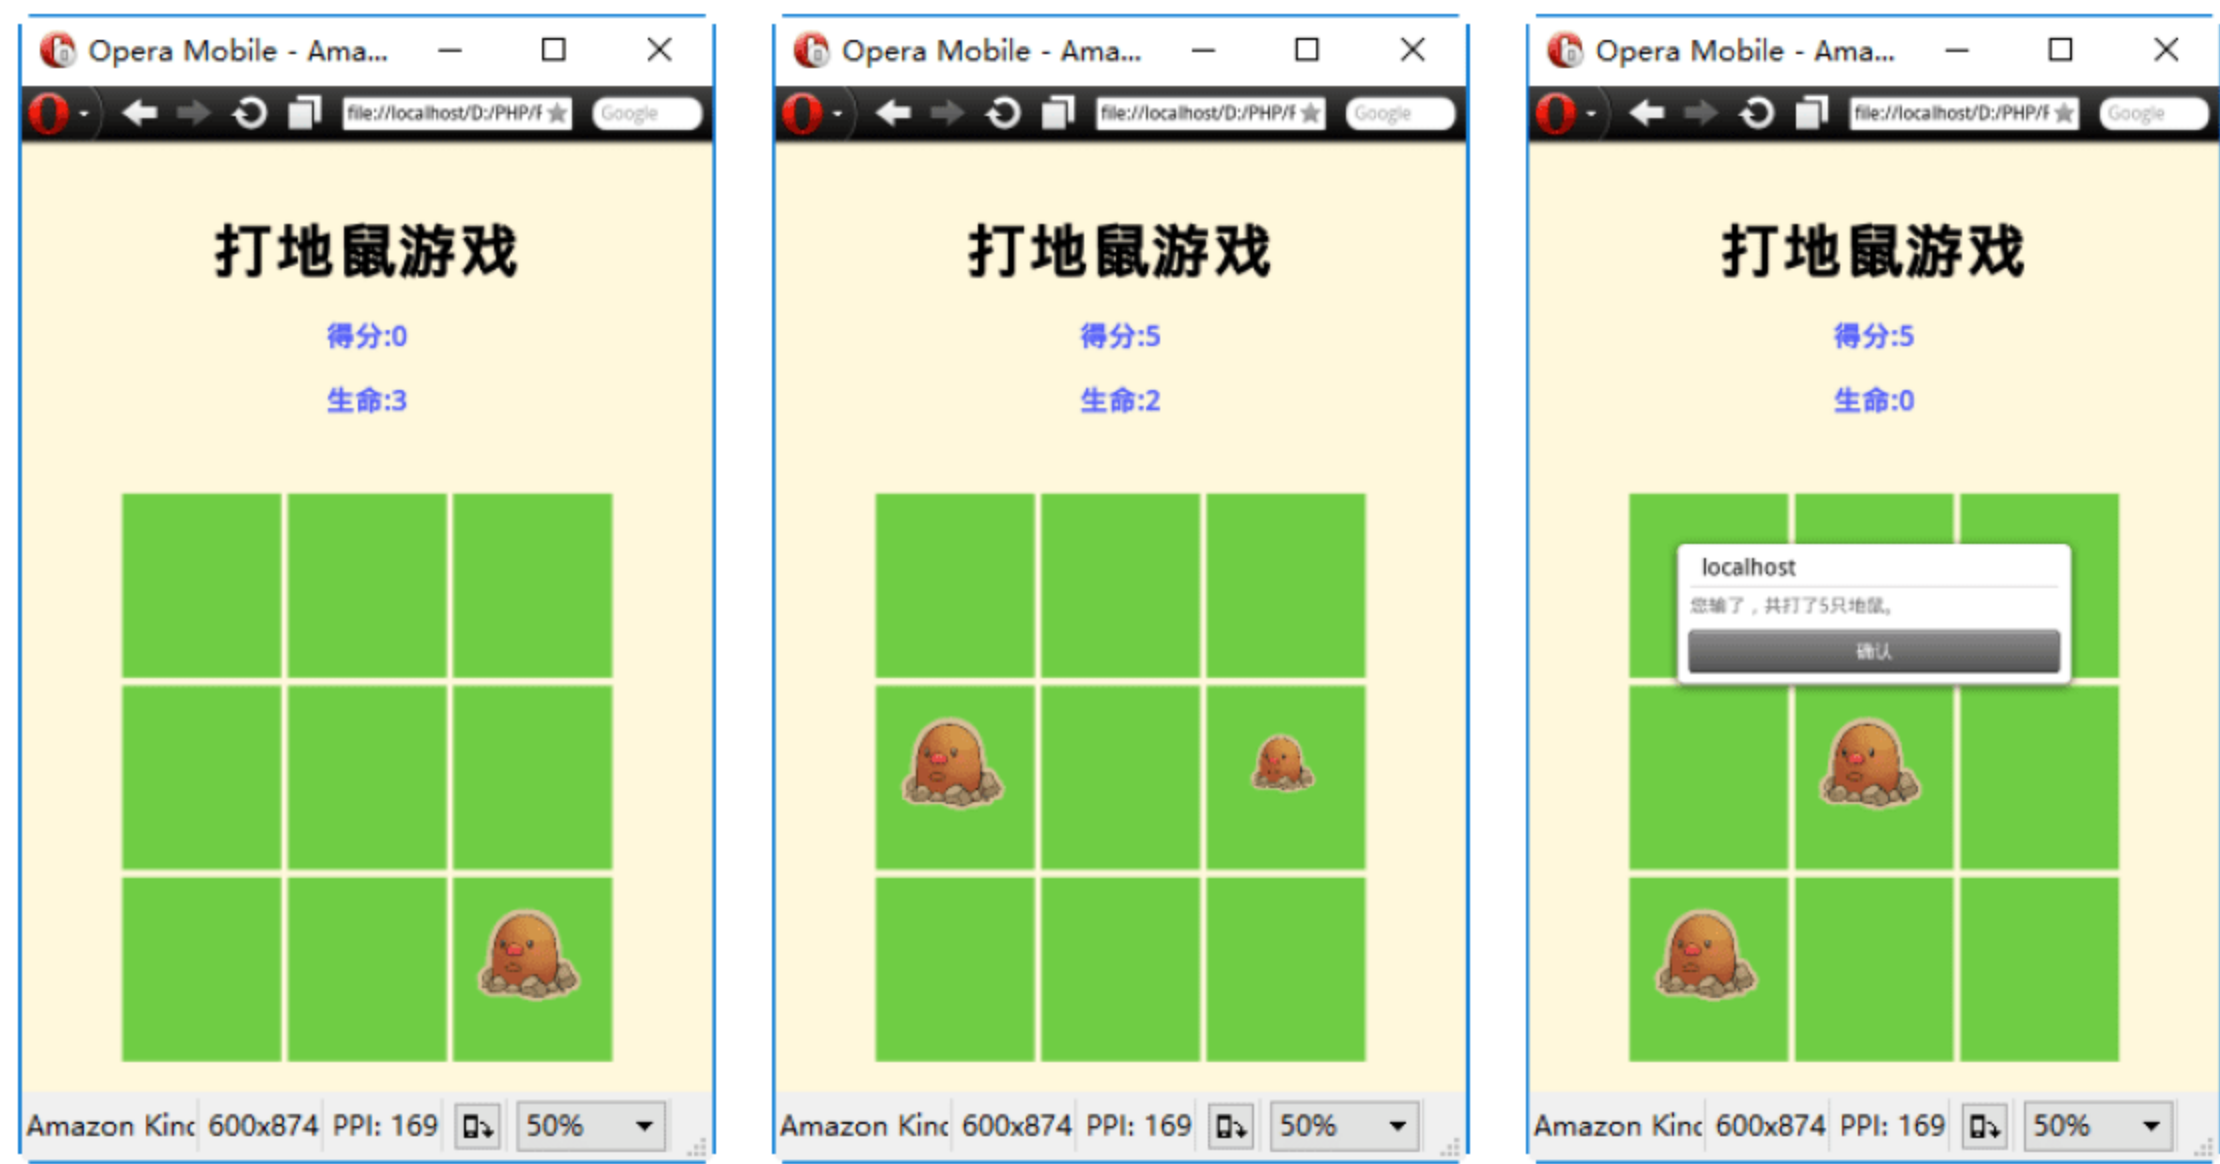 Opera Mobile - Ama...
file://localhost/D:/PHP/F
Google
打地鼠游戏
得分:0
生命:3
Amazon Kinc 600x874 PPI: 169 50%
Opera Mobile - Ama...
file://localhost/D:/PHP/F
Google
打地鼠游戏
得分:5
生命:2
Amazon Kinc 600x874 PPI: 169 50%
Opera Mobile - Ama...
file://localhost/D:/PHP/F
Google
打地鼠游戏
得分:5
生命:0
localhost
您输了，共打了5只地鼠。
确认
Amazon Kinc 600x874 PPI: 169 50%